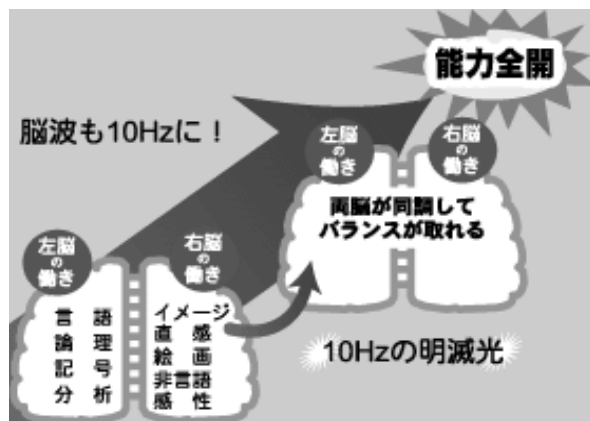 能力全開
脳波も10Hzに！
左脳
の
働き
右脳
の
働き
両脳が同調して
バランスが取れる
左脳
の
働き
右脳
の
働き
言語
論理
記号
分析
イメージ
直感
絵画
非言語
感性
10Hzの明滅光